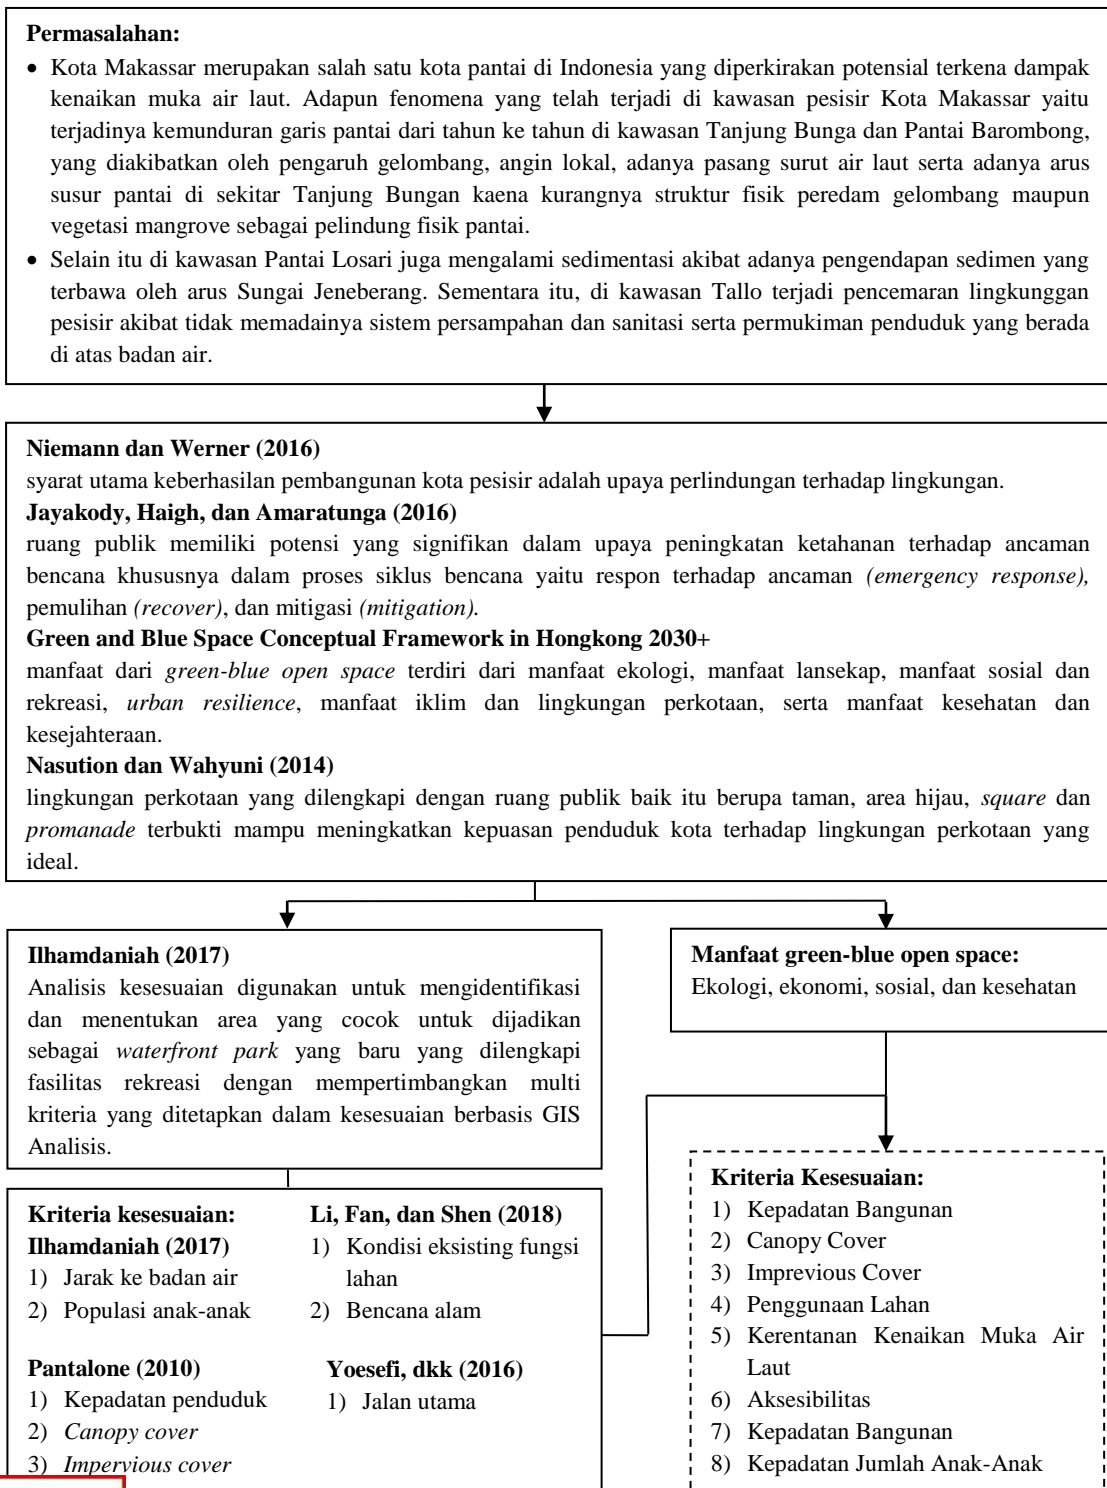 Permasalahan:
• Kota Makassar merupakan salah satu kota pantai di Indonesia yang diperkirakan potensial terkena dampak
kenaikan muka air laut. Adapun fenomena yang telah terjadi di kawasan pesisir Kota Makassar yaitu
terjadinya kemunduran garis pantai dari tahun ke tahun di kawasan Tanjung Bunga dan Pantai Barombong,
yang diakibatkan oleh pengaruh gelombang, angin lokal, adanya pasang surut air laut serta adanya arus
susur pantai di sekitar Tanjung Bungan kaena kurangnya struktur fisik peredam gelombang maupun
vegetasi mangrove sebagai pelindung fisik pantai.
• Selain itu di kawasan Pantai Losari juga mengalami sedimentasi akibat adanya pengendapan sedimen yang
terbawa oleh arus Sungai Jeneberang. Sementara itu, di kawasan Tallo terjadi pencemaran lingkunggan
pesisir akibat tidak memadainya sistem persampahan dan sanitasi serta permukiman penduduk yang berada
di atas badan air.
Niemann dan Werner (2016)
syarat utama keberhasilan pembangunan kota pesisir adalah upaya perlindungan terhadap lingkungan.
Jayakody, Haigh, dan Amaratunga (2016)
ruang publik memiliki potensi yang signifikan dalam upaya peningkatan ketahanan terhadap ancaman
bencana khususnya dalam proses siklus bencana yaitu respon terhadap ancaman (emergency response),
pemulihan (recover), dan mitigasi (mitigation).
Green and Blue Space Conceptual Framework in Hongkong 2030+
manfaat dari green-blue open space terdiri dari manfaat ekologi, manfaat lansekap, manfaat sosial dan
rekreasi, urban resilience, manfaat iklim dan lingkungan perkotaan, serta manfaat kesehatan dan
kesejahteraan.
Nasution dan Wahyuni (2014)
lingkungan perkotaan yang dilengkapi dengan ruang publik baik itu berupa taman, area hijau, square dan
promanade terbukti mampu meningkatkan kepuasan penduduk kota terhadap lingkungan perkotaan yang
ideal.
Ilhamdaniah (2017)
Analisis kesesuaian digunakan untuk mengidentifikasi
dan menentukan area yang cocok untuk dijadikan
sebagai waterfront park yang baru yang dilengkapi
fasilitas rekreasi dengan mempertimbangkan multi
kriteria yang ditetapkan dalam kesesuaian berbasis GIS
Analisis.
Manfaat green-blue open space:
Ekologi, ekonomi, sosial, dan kesehatan
Kriteria kesesuaian:
Ilhamdaniah (2017)
1) Jarak ke badan air
2) Populasi anak-anak
Pantalone (2010)
1) Kepadatan penduduk
2) Canopy cover
3) Impervious cover
Li, Fan, dan Shen (2018)
1) Kondisi eksisting fungsi
lahan
2) Bencana alam
Yoesefi, dkk (2016)
1) Jalan utama
Kriteria Kesesuaian:
1) Kepadatan Bangunan
2) Canopy Cover
3) Imprevious Cover
4) Penggunaan Lahan
5) Kerentanan Kenaikan Muka Air
Laut
6) Aksesibilitas
7) Kepadatan Bangunan
8) Kepadatan Jumlah Anak-Anak